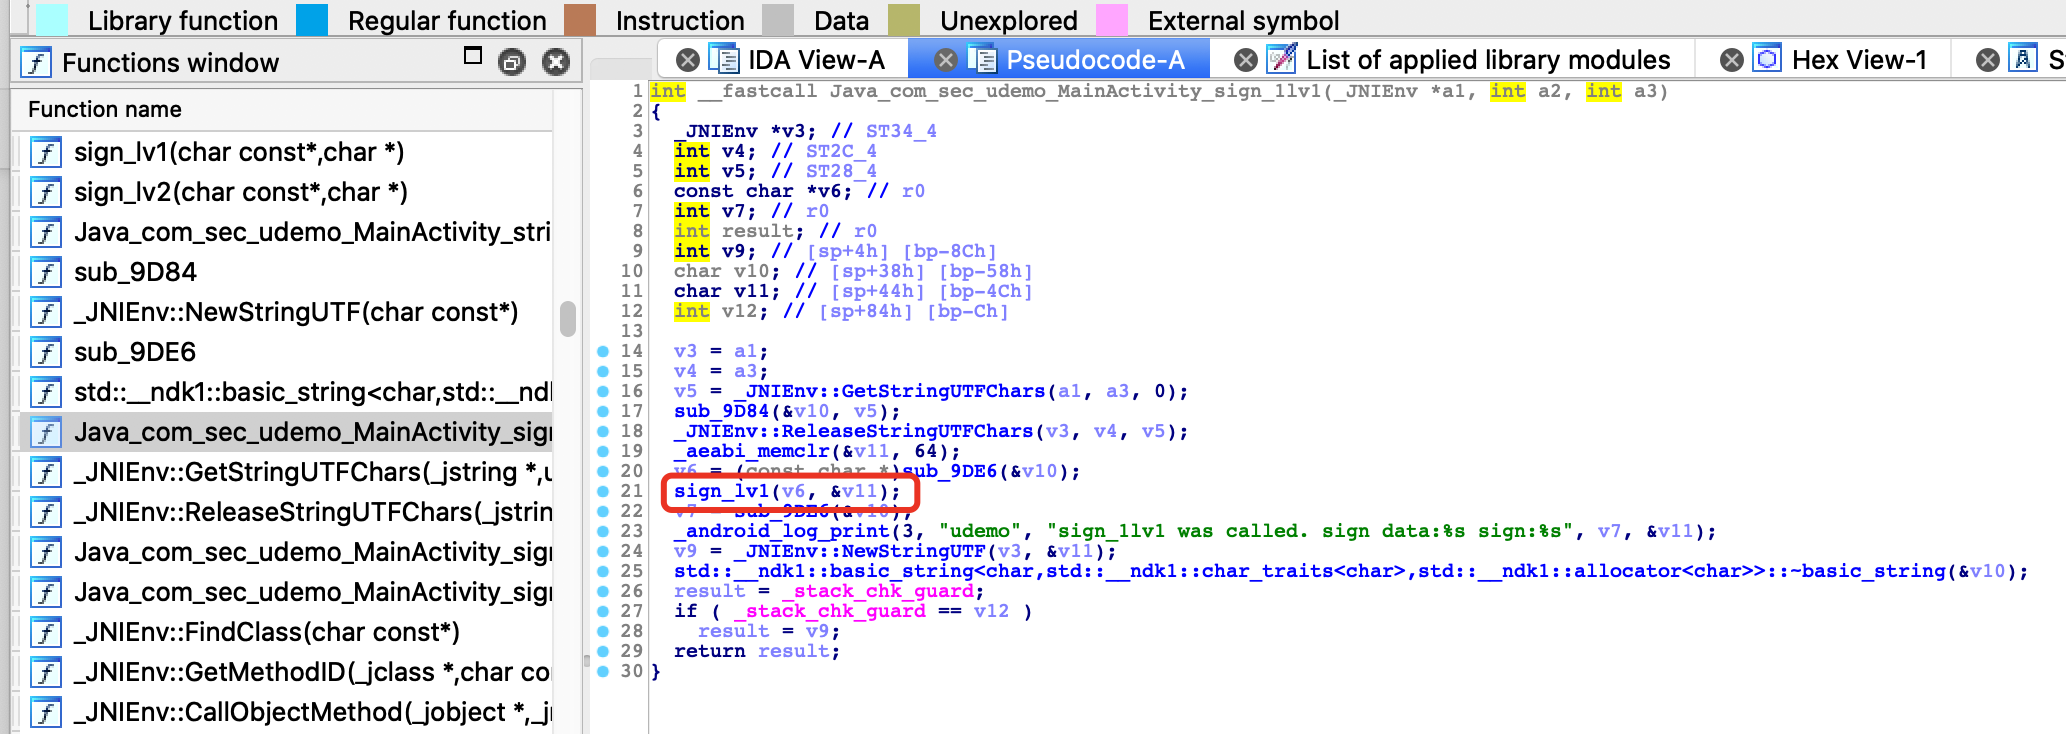 Library function Regular function Instruction Data Unexplored External symbol
Functions window
IDA View-A Pseudocode-A List of applied library modules Hex View-1 S
Function name
sign_lv1(char const*,char *)
sign_lv2(char const*,char *)
Java_com_sec_udemo_MainActivity_stri
sub_9D84
_JNIEnv::NewStringUTF(char const*)
sub_9DE6
std::__ndk1::basic_string<char,std::__ndk
Java_com_sec_udemo_MainActivity_sign
_JNIEnv::GetStringUTFChars(_jstring *,u
_JNIEnv::ReleaseStringUTFChars(_jstrin
Java_com_sec_udemo_MainActivity_sign
Java_com_sec_udemo_MainActivity_sign
_JNIEnv::FindClass(char const*)
_JNIEnv::GetMethodID(_jclass *,char co
_JNIEnv::CallObjectMethod(_jobject *,_j
1 int __fastcall Java_com_sec_udemo_MainActivity_sign_1lv1(_JNIEnv *a1, int a2, int a3)
2 {
3 _JNIEnv *v3; // ST34_4
4 int v4; // ST2C_4
5 int v5; // ST28_4
6 const char *v6; // r0
7 int v7; // r0
8 int result; // r0
9 int v9; // [sp+4h] [bp-8Ch]
10 char v10; // [sp+38h] [bp-58h]
11 char v11; // [sp+44h] [bp-4Ch]
12 int v12; // [sp+84h] [bp-Ch]
13
14 v3 = a1;
15 v4 = a3;
16 v5 = _JNIEnv::GetStringUTFChars(a1, a3, 0);
17 sub_9D84(&v10, v5);
18 _JNIEnv::ReleaseStringUTFChars(v3, v4, v5);
19 _aeabi_memclr(&v11, 64);
20 v6 = (const char *)sub_9DE6(&v10);
21 sign_lv1(v6, &v11);
22 v7 = sub_9DE6(&v10);
23 _android_log_print(3, "udemo", "sign_1lv1 was called. sign data:%s sign:%s", v7, &v11);
24 v9 = _JNIEnv::NewStringUTF(v3, &v11);
25 std::__ndk1::basic_string<char,std::__ndk1::char_traits<char>,std::__ndk1::allocator<char>>::~basic_string(&v10);
26 result = _stack_chk_guard;
27 if ( _stack_chk_guard == v12 )
28 result = v9;
29 return result;
30 }